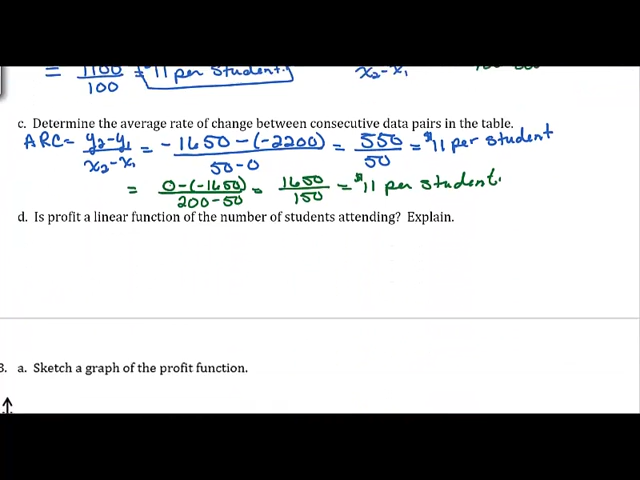 = 1100/100 = $11 per student. x₂-x₁
c. Determine the average rate of change between consecutive data pairs in the table.
ARC = y₂-y₁/x₂-x₁ = -1650-(-2200)/50-0 = 550/50 = $11 per student
= 0-(-1650)/200-50 = 1650/150 = $11 per student.
d. Is profit a linear function of the number of students attending? Explain.
3. a. Sketch a graph of the profit function.